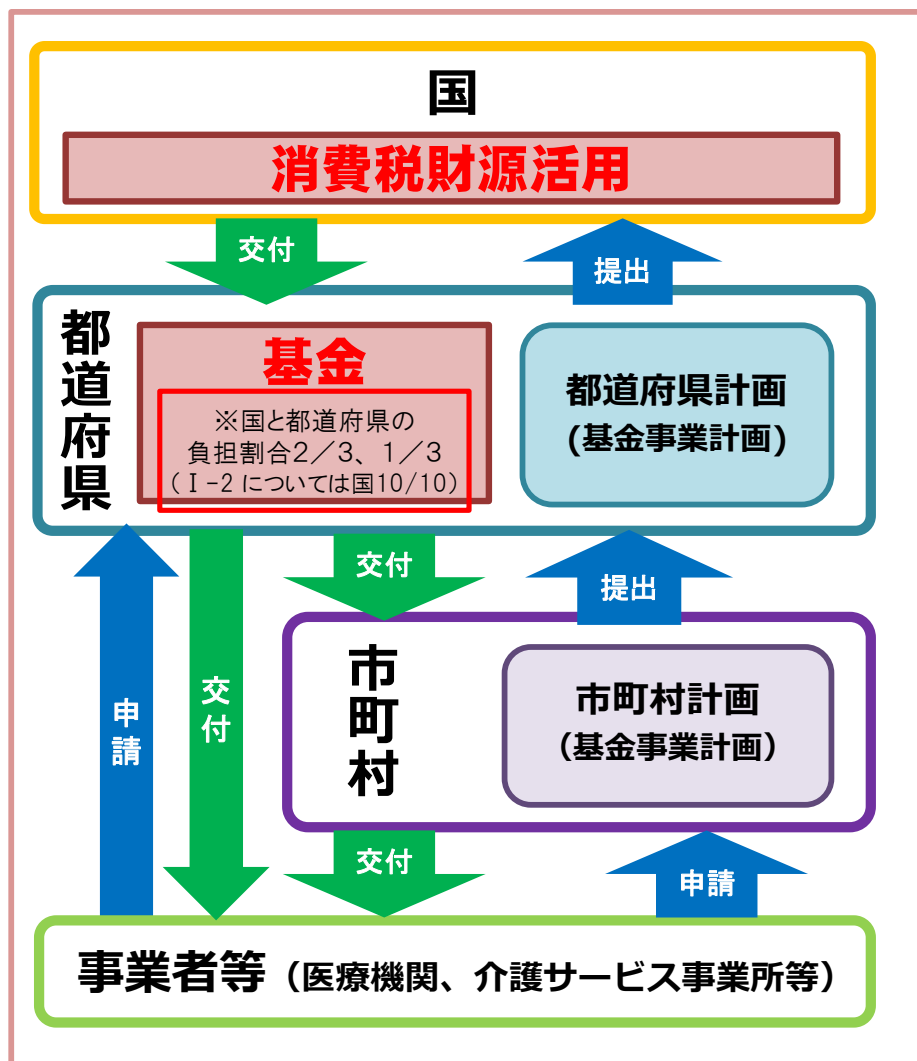 国
消費税財源活用
交付
提出
都道府県
基金
※国と都道府県の
負担割合2/3、1/3
(Ⅰ-2 については国10/10)
都道府県計画
(基金事業計画)
交付
提出
申請
交付
市町村
市町村計画
(基金事業計画)
交付
申請
事業者等(医療機関、介護サービス事業所等)